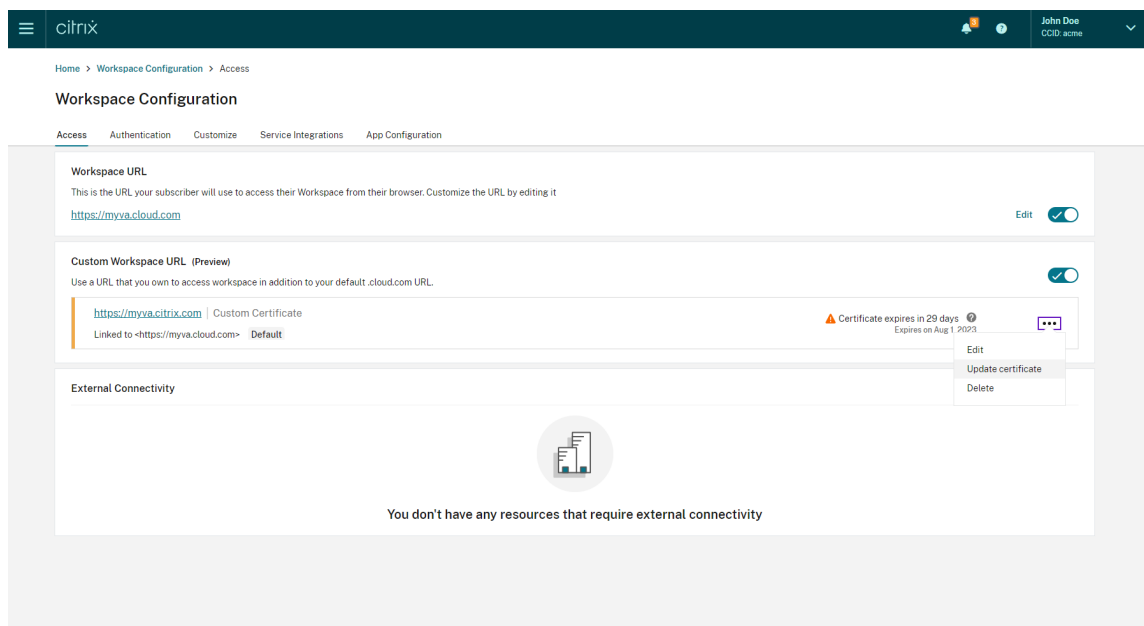 citrix
John Doe
CCID: acme
Home > Workspace Configuration > Access
Workspace Configuration
Access Authentication Customize Service Integrations App Configuration
Workspace URL
This is the URL your subscriber will use to access their Workspace from their browser. Customize the URL by editing it
https://myva.cloud.com Edit
Custom Workspace URL (Preview)
Use a URL that you own to access workspace in addition to your default .cloud.com URL.
https://myva.citrix.com | Custom Certificate
Certificate expires in 29 days
Linked to <https://myva.cloud.com> Default
Expires on Aug 1, 2023
Edit
Update certificate
Delete
External Connectivity
You don't have any resources that require external connectivity